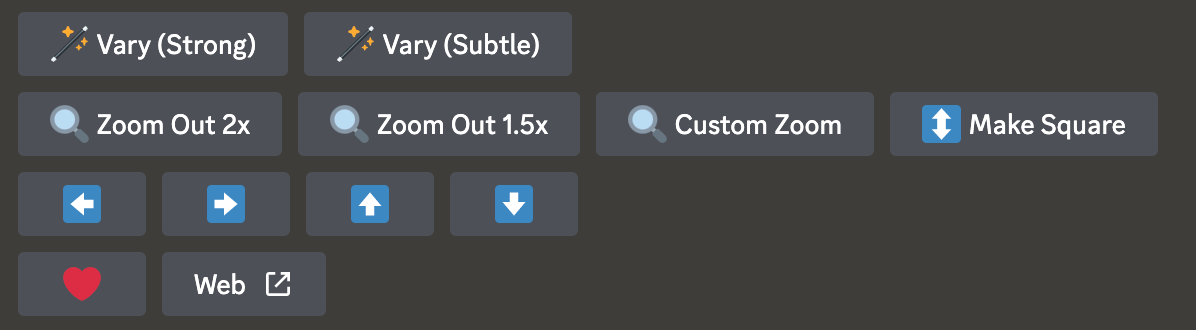 Vary (Strong) Vary (Subtle)
Zoom Out 2x Zoom Out 1.5x Custom Zoom Make Square
Web